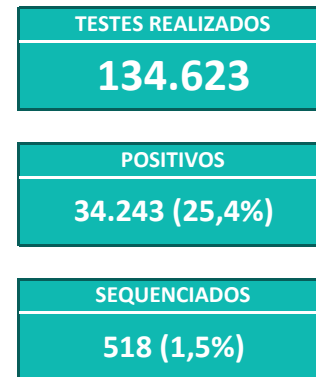 TESTES REALIZADOS
134.623
POSITIVOS
34.243 (25,4%)
SEQUENCIADOS
518 (1,5%)